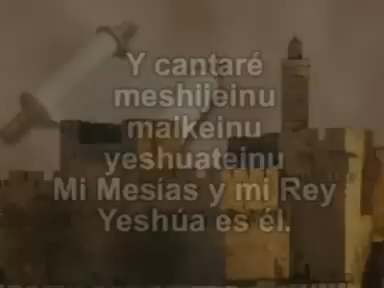 Y cantaré
meshijeinu
malkeinu
yeshuateinu
Mi Mesías y mi Rey
Yeshúa es él.